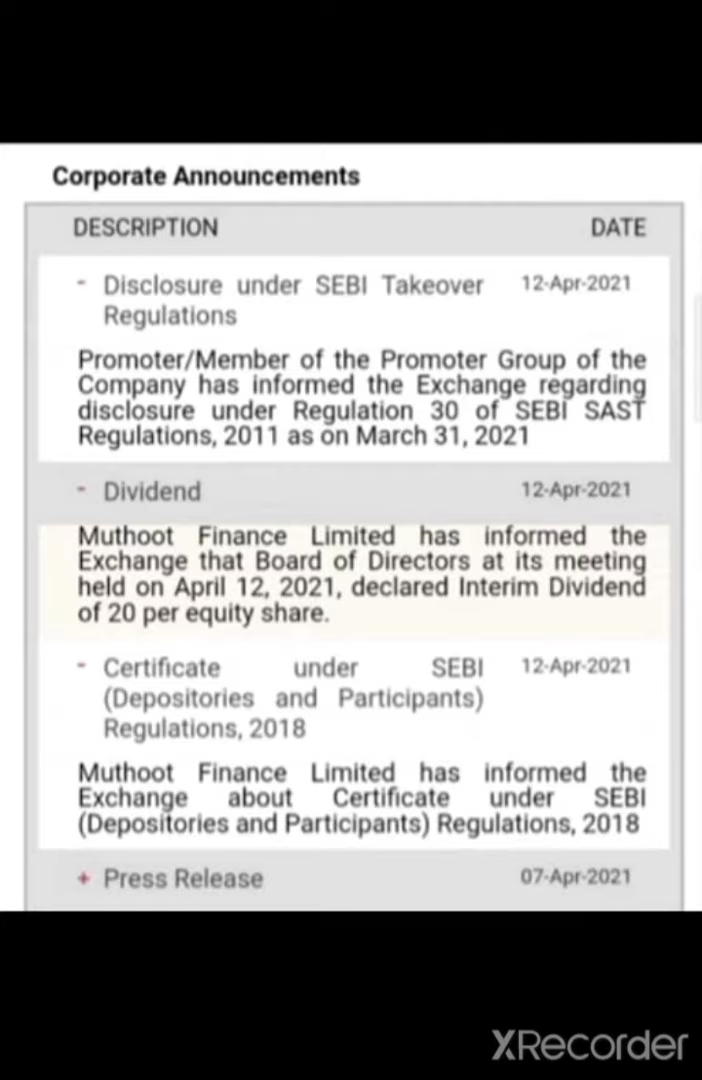 Corporate Announcements
DESCRIPTION DATE
- Disclosure under SEBI Takeover 12-Apr-2021
Regulations
Promoter/Member of the Promoter Group of the
Company has informed the Exchange regarding
disclosure under Regulation 30 of SEBI SAST
Regulations, 2011 as on March 31, 2021
- Dividend 12-Apr-2021
Muthoot Finance Limited has informed the
Exchange that Board of Directors at its meeting
held on April 12, 2021, declared Interim Dividend
of 20 per equity share.
- Certificate under SEBI 12-Apr-2021
(Depositories and Participants)
Regulations, 2018
Muthoot Finance Limited has informed the
Exchange about Certificate under SEBI
(Depositories and Participants) Regulations, 2018
+ Press Release 07-Apr-2021
XRecorder